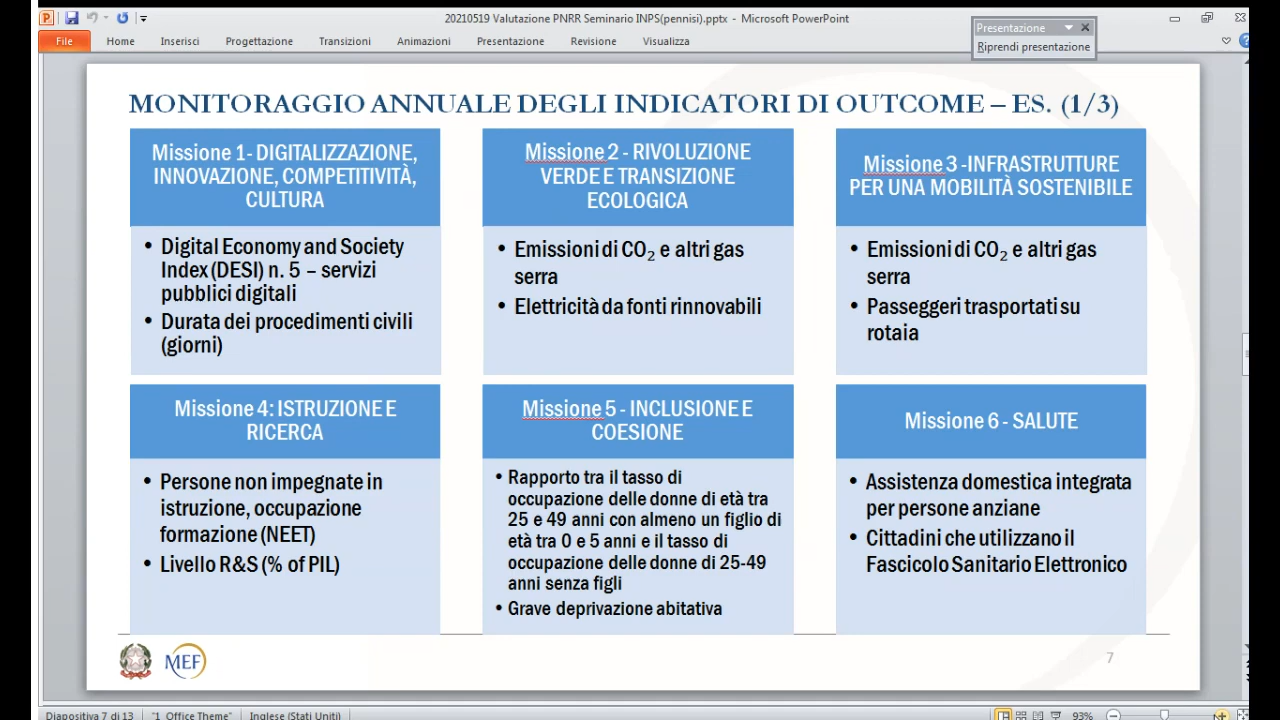 20210519 Valutazione PNRR Seminario INPS(pennisi).pptx - Microsoft PowerPoint
Presentazione
Riprendi presentazione
File Home Inserisci Progettazione Transizioni Animazioni Presentazione Revisione Visualizza
MONITORAGGIO ANNUALE DEGLI INDICATORI DI OUTCOME – ES. (1/3)
Missione 1- DIGITALIZZAZIONE,
INNOVAZIONE, COMPETITIVITÀ,
CULTURA
• Digital Economy and Society
Index (DESI) n. 5 – servizi
pubblici digitali
• Durata dei procedimenti civili
(giorni)
Missione 2 - RIVOLUZIONE
VERDE E TRANSIZIONE
ECOLOGICA
• Emissioni di CO₂ e altri gas
serra
• Elettricità da fonti rinnovabili
Missione 3 -INFRASTRUTTURE
PER UNA MOBILITÀ SOSTENIBILE
• Emissioni di CO₂ e altri gas
serra
• Passeggeri trasportati su
rotaia
Missione 4: ISTRUZIONE E
RICERCA
• Persone non impegnate in
istruzione, occupazione
formazione (NEET)
• Livello R&S (% of PIL)
Missione 5 - INCLUSIONE E
COESIONE
• Rapporto tra il tasso di
occupazione delle donne di età tra
25 e 49 anni con almeno un figlio di
età tra 0 e 5 anni e il tasso di
occupazione delle donne di 25-49
anni senza figli
• Grave deprivazione abitativa
Missione 6 - SALUTE
• Assistenza domestica integrata
per persone anziane
• Cittadini che utilizzano il
Fascicolo Sanitario Elettronico
MEF
7
Diapositiva 7 di 13 "1_Office Theme" Inglese (Stati Uniti) 93%